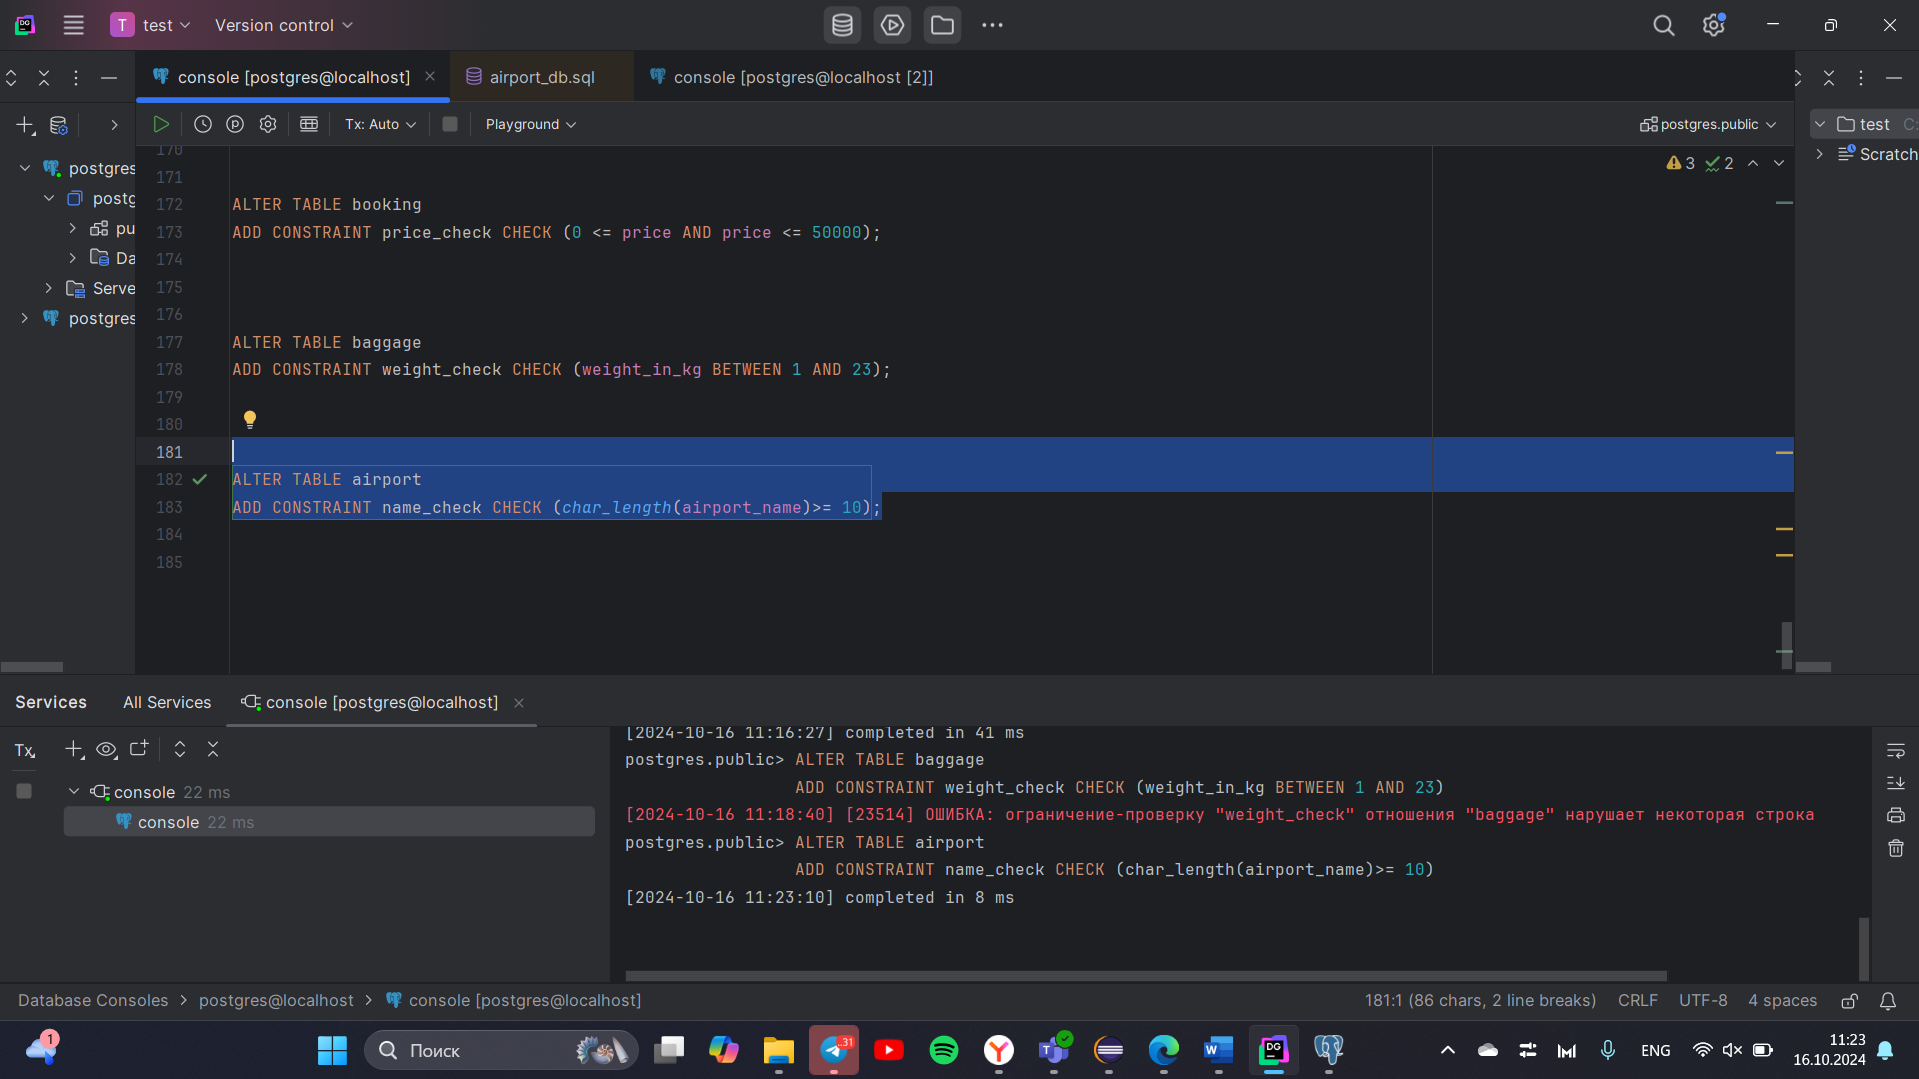 T test Version control
console [postgres@localhost] airport_db.sql console [postgres@localhost [2]]
Tx: Auto Playground postgres.public
postgres
postg
pu
Da
Serve
postgres
170
171
172 ALTER TABLE booking
173 ADD CONSTRAINT price_check CHECK (0 <= price AND price <= 50000);
174
175
176
177 ALTER TABLE baggage
178 ADD CONSTRAINT weight_check CHECK (weight_in_kg BETWEEN 1 AND 23);
179
180
181
182 ALTER TABLE airport
183 ADD CONSTRAINT name_check CHECK (char_length(airport_name)>= 10);
184
185
3 2
test C:
Scratch
Services All Services console [postgres@localhost]
Tx
console 22 ms
console 22 ms
[2024-10-16 11:16:27] completed in 41 ms
postgres.public> ALTER TABLE baggage
ADD CONSTRAINT weight_check CHECK (weight_in_kg BETWEEN 1 AND 23)
[2024-10-16 11:18:40] [23514] ОШИБКА: ограничение-проверку "weight_check" отношения "baggage" нарушает некоторая строка
postgres.public> ALTER TABLE airport
ADD CONSTRAINT name_check CHECK (char_length(airport_name)>= 10)
[2024-10-16 11:23:10] completed in 8 ms
Database Consoles > postgres@localhost > console [postgres@localhost]
181:1 (86 chars, 2 line breaks) CRLF UTF-8 4 spaces
1 Поиск ENG 11:23
16.10.2024